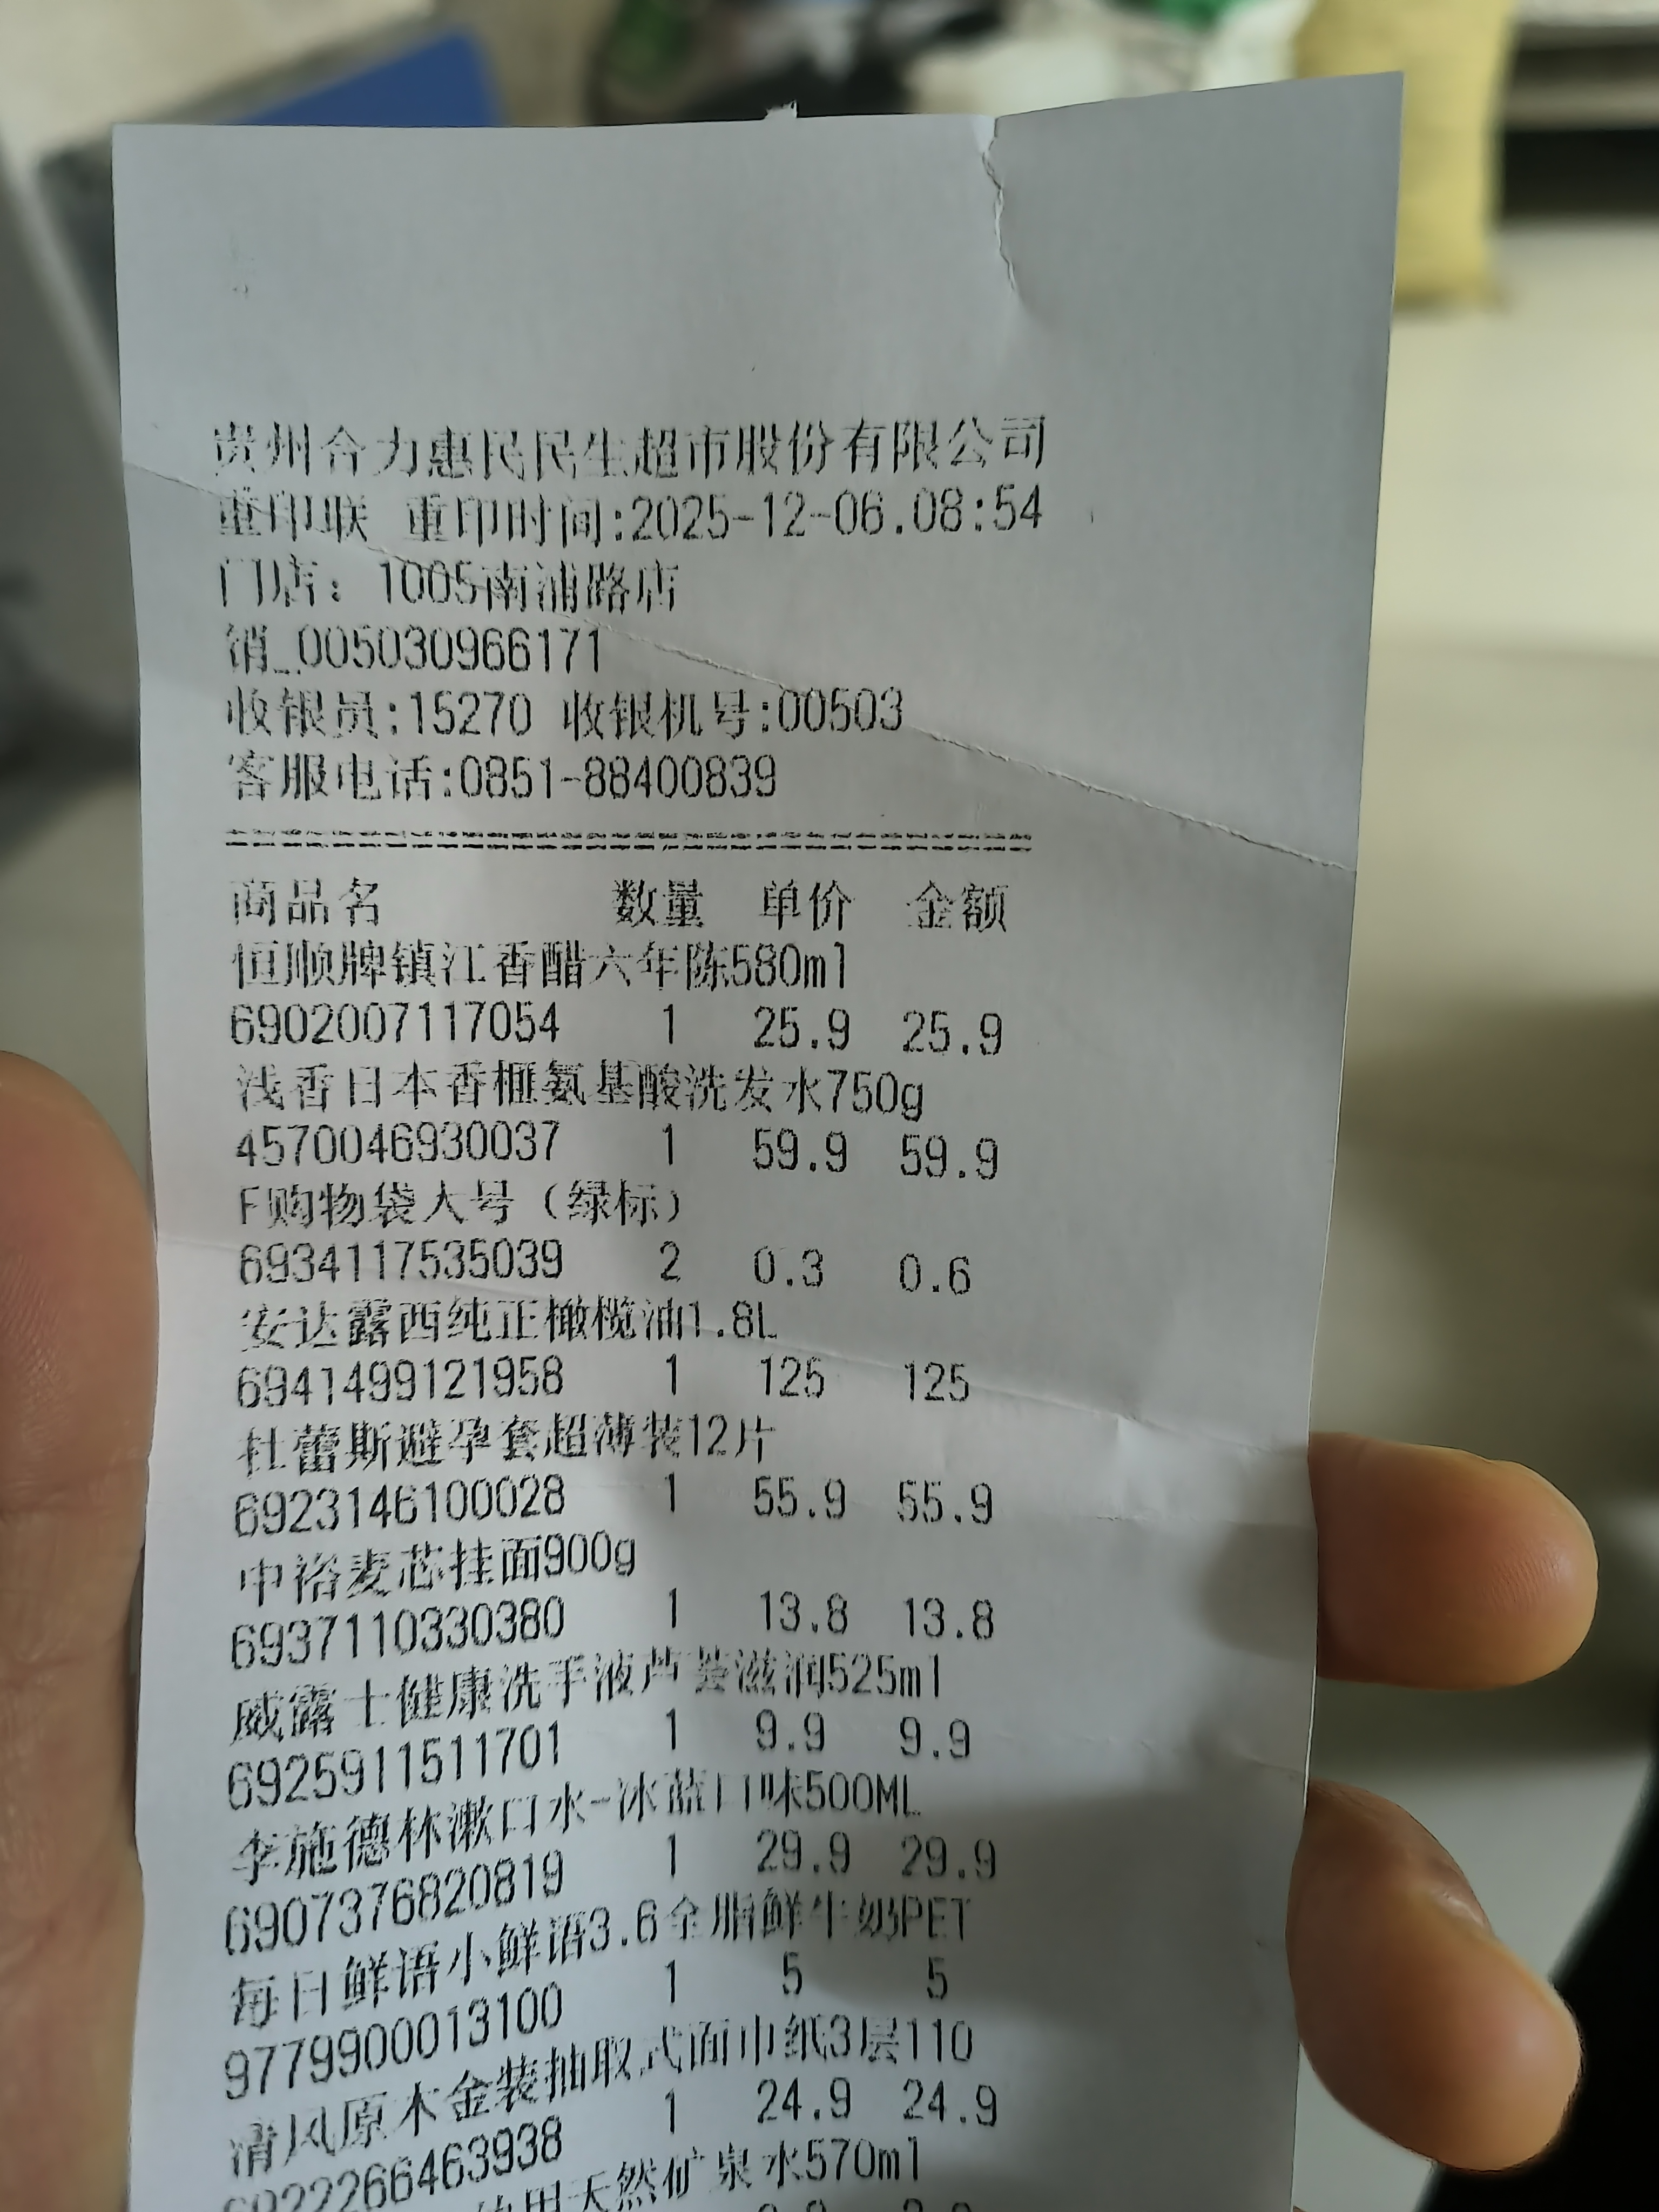 贵州合力惠民民生超市股份有限公司
重印联 重印时间:2025-12-06.08:54
门店：1005南浦路店
销_005030966171
收银员:15270 收银机号:00503
客服电话:0851-88400839
商品名 数量 单价 金额
恒顺牌镇江香醋六年陈580ml
6902007117054 1 25.9 25.9
浅香日本香榧氨基酸洗发水750g
4570046930037 1 59.9 59.9
F购物袋大号（绿标）
6934117535039 2 0.3 0.6
安达露西纯正橄榄油1.8L
6941499121958 1 125 125
杜蕾斯避孕套超薄装12片
6923146100028 1 55.9 55.9
中裕麦芯挂面900g
6937110330380 1 13.8 13.8
威露士健康洗手液芦荟滋润525ml
6925911511701 1 9.9 9.9
李施德林漱口水-冰蓝口味500ML
6907376820819 1 29.9 29.9
每日鲜语小鲜语3.6全脂鲜牛奶PET
9779900013100 1 5 5
清风原木金装抽取式面巾纸3层110
6922266463938 1 24.9 24.9
用天然矿泉水570ml